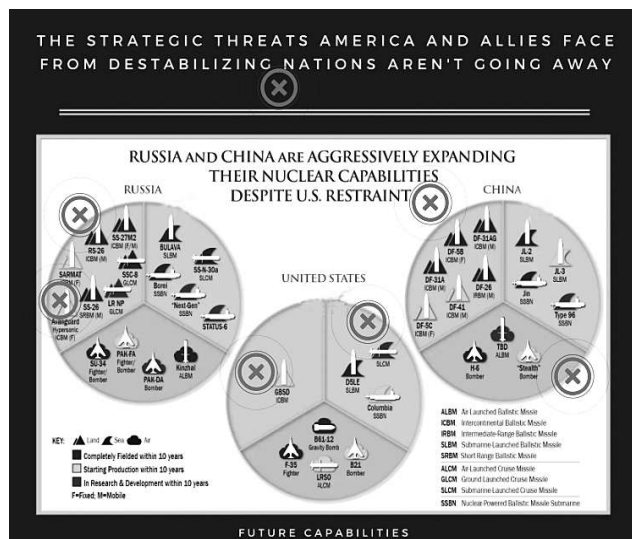 THE STRATEGIC THREATS AMERICA AND ALLIES FACE
FROM DESTABILIZING NATIONS AREN'T GOING AWAY
RUSSIA AND CHINA ARE AGGRESSIVELY EXPANDING
THEIR NUCLEAR CAPABILITIES
DESPITE U.S. RESTRAINT
RUSSIA
SS-27M2
ICBM (F/M)
RS-26
ICBM (M)
SARMAT
SSC-8
GLCM
SS-26
SRBM (M)
LR NP
GLCM
Hypersonic
ICBM (F)
BULAVA
SLBM
SS-N-30a
SLCM
Borei
SSBN
"Next-Gen"
SSBN
STATUS-6
SU-34
Fighter/
Bomber
PAK-FA
Fighter/
Bomber
PAK-DA
Bomber
Kinzhal
ALBM
UNITED STATES
GBSD
ICBM
D5LE
SLBM
SLCM
Columbia
SSBN
B61-12
Gravity Bomb
F-35
Fighter
LRSO
ALCM
B21
Bomber
CHINA
DF-5B
ICBM (F)
DF-31AG
ICBM (M)
DF-31A
ICBM (M)
DF-26
IRBM (M)
DF-41
ICBM (M)
DF-5C
ICBM (F)
JL-2
SLBM
JL-3
SLBM
Jin
SSBN
Type 96
SSBN
H-6
Bomber
TBD
ALBM
"Stealth"
Bomber
KEY: Land Sea Air
Completely Fielded within 10 years
Starting Production within 10 years
In Research & Development within 10 years
F=Fixed; M=Mobile
ALBM Air Launched Ballistic Missile
ICBM Intercontinental Ballistic Missile
IRBM Intermediate-Range Ballistic Missile
SLBM Submarine-Launched Ballistic Missile
SRBM Short Range Ballistic Missile
ALCM Air Launched Cruise Missile
GLCM Ground Launched Cruise Missile
SLCM Submarine-Launched Cruise Missile
SSBN Nuclear Powered Ballistic Missile Submarine
FUTURE CAPABILITIES